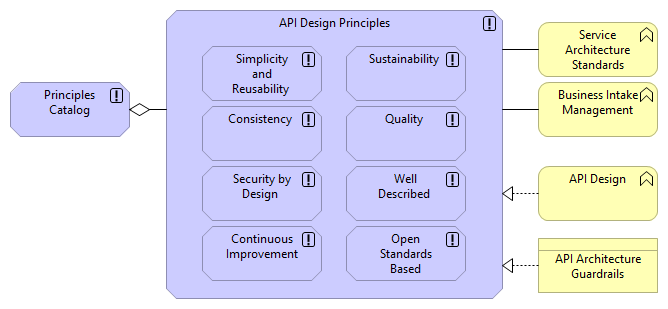 API Design Principles
Principles
Catalog
Simplicity
and
Reusability
Sustainability
Consistency
Quality
Security by
Design
Well
Described
Continuous
Improvement
Open
Standards
Based
Service
Architecture
Standards
Business Intake
Management
API Design
API Architecture
Guardrails